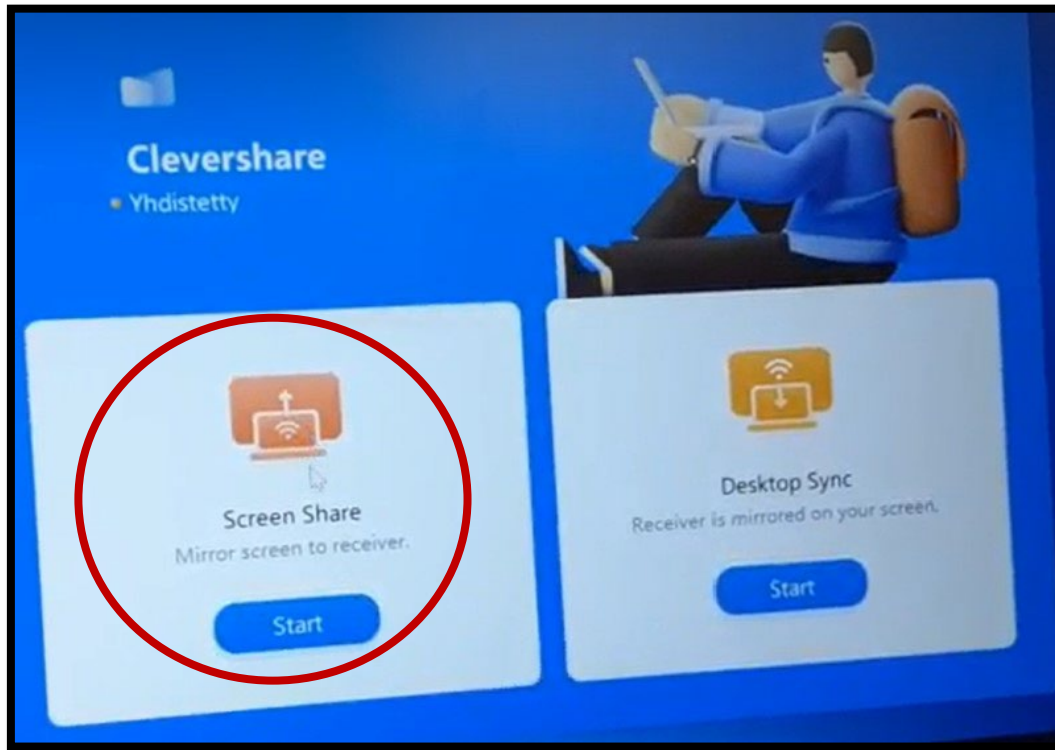 Clevershare
Yhdistetty
Screen Share
Mirror screen to receiver.
Start
Desktop Sync
Receiver is mirrored on your screen.
Start